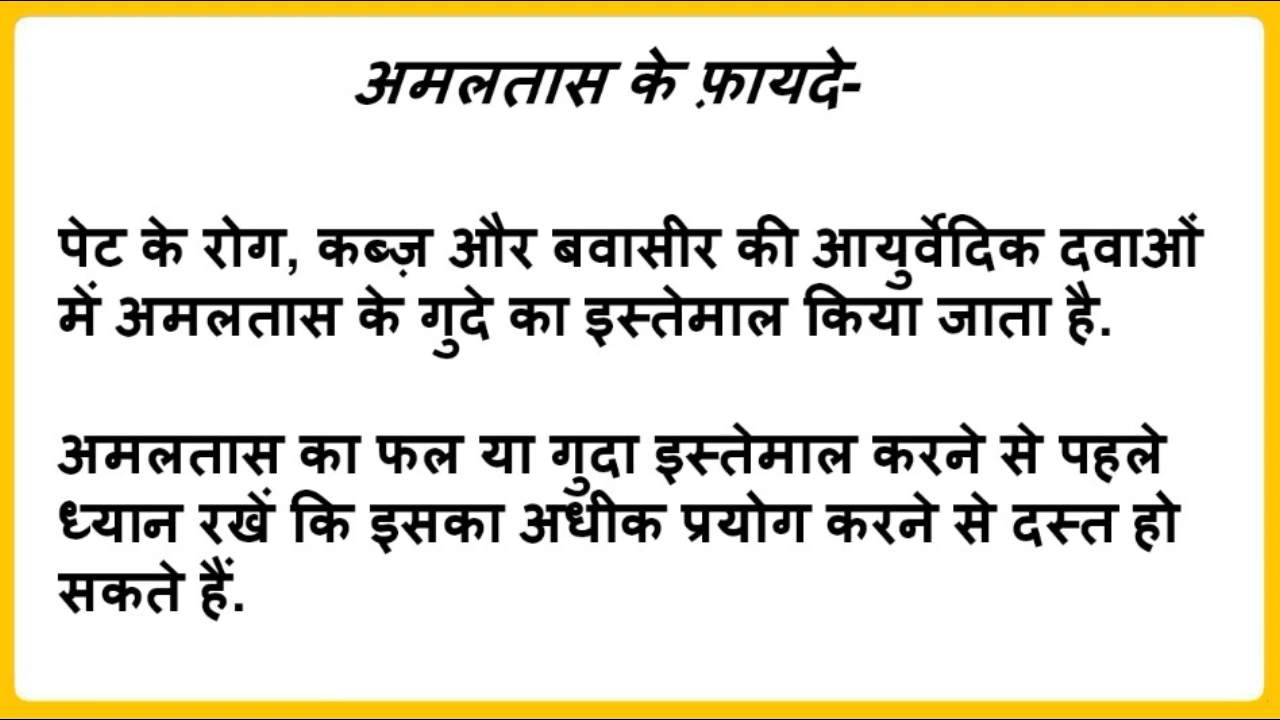 अमलतास के फ़ायदे-
पेट के रोग, कब्ज़ और बवासीर की आयुर्वेदिक दवाओं
में अमलतास के गुदे का इस्तेमाल किया जाता है.
अमलतास का फल या गुदा इस्तेमाल करने से पहले
ध्यान रखें कि इसका अधीक प्रयोग करने से दस्त हो
सकते हैं.